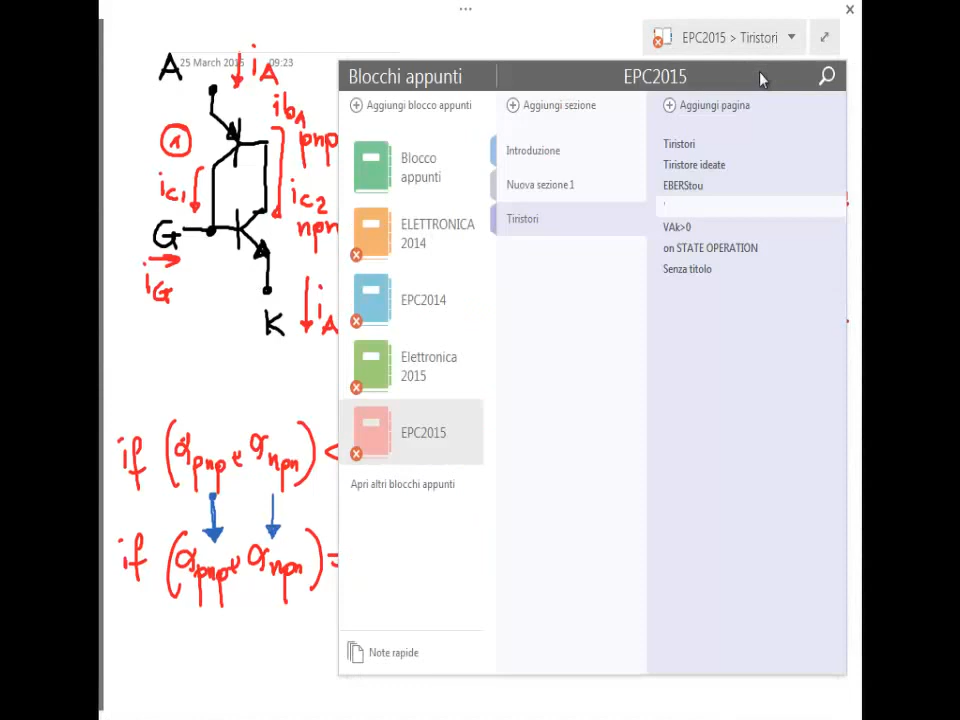 EPC2015 > Tiristori
25 March 2015 09:23
Blocchi appunti
EPC2015
Aggiungi blocco appunti
Aggiungi sezione
Aggiungi pagina
Blocco
appunti
ELETTRONICA
2014
EPC2014
Elettronica
2015
EPC2015
Apri altri blocchi appunti
Note rapide
Introduzione
Nuova sezione 1
Tiristori
Tiristori
Tiristore ideate
EBERStou
VAk>0
on STATE OPERATION
Senza titolo
A
iA
ib1
pnp
1
ic1
ic2
npn
G
iG
K
iA
if (αpnp + αnpn) <
if (αpnp + αnpn) =